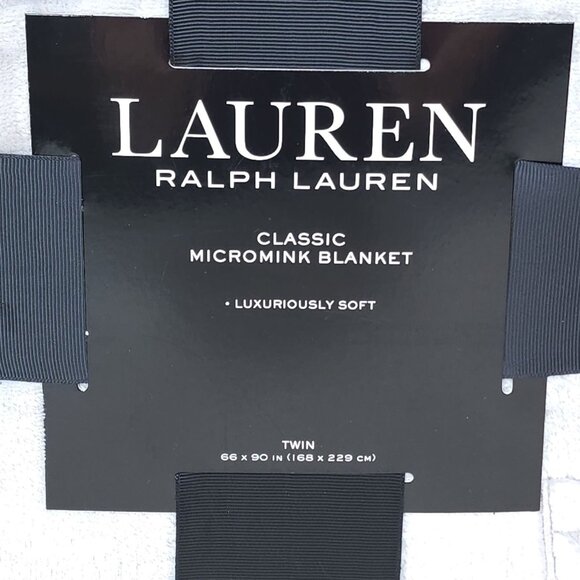 LAUREN
RALPH LAUREN
CLASSIC
MICROMINK BLANKET
• LUXURIOUSLY SOFT
TWIN
66 x 90 IN (168 x 229 CM)